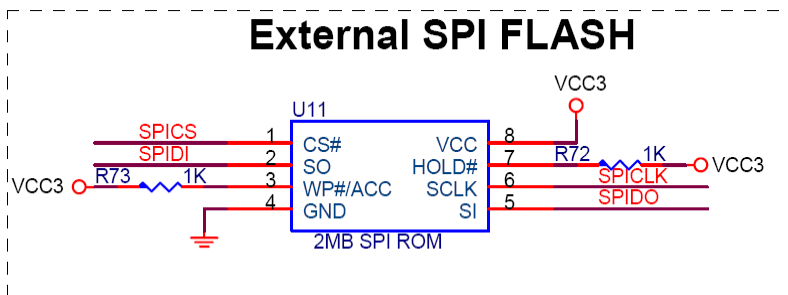 External SPI FLASH
VCC3
U11
SPICS 1 CS# VCC 8
SPIDI 2 SO HOLD# 7 R72 1K VCC3
VCC3 R73 1K 3 WP#/ACC SCLK 6 SPICLK
4 GND SI 5 SPIDO
2MB SPI ROM